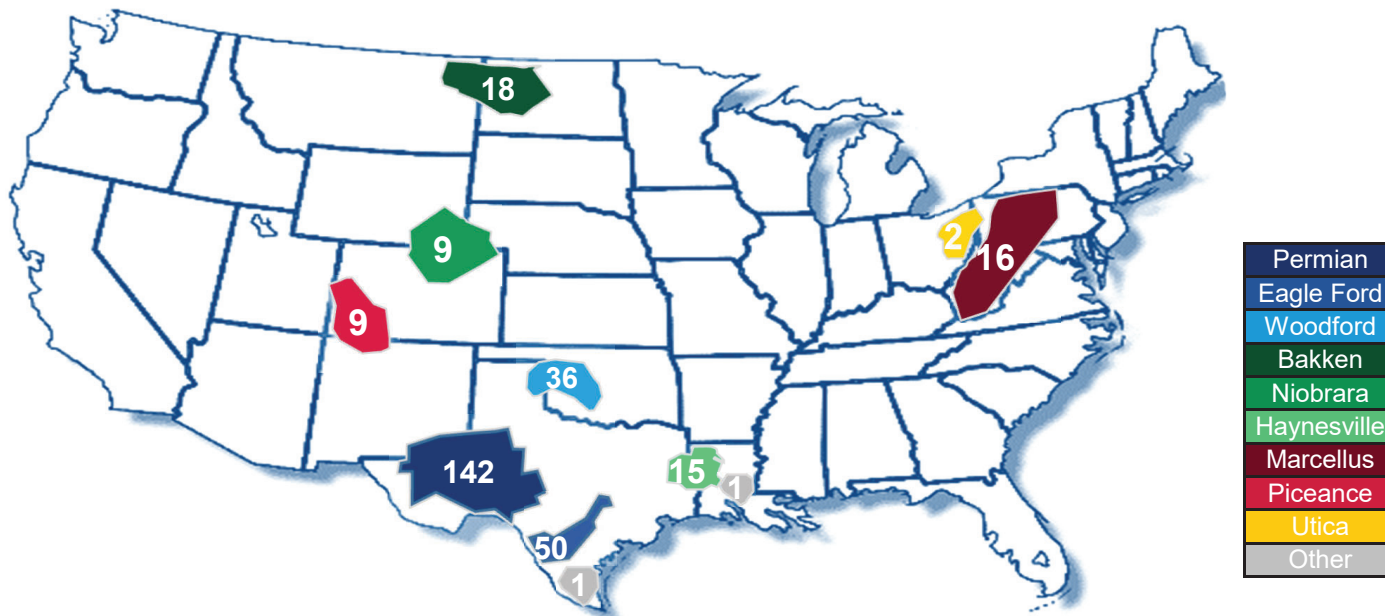 18
2
9
16
9
36
142
15
1
50
1
Permian
Eagle Ford
Woodford
Bakken
Niobrara
Haynesville
Marcellus
Piceance
Utica
Other